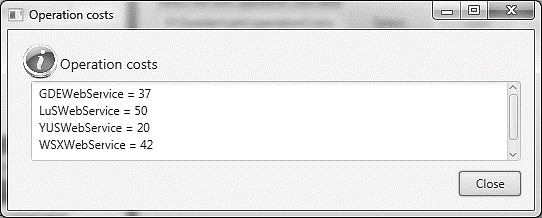 Operation costs
Operation costs
GDEWebService = 37
LuSWebService = 50
YUSWebService = 20
WSXWebService = 42
Close